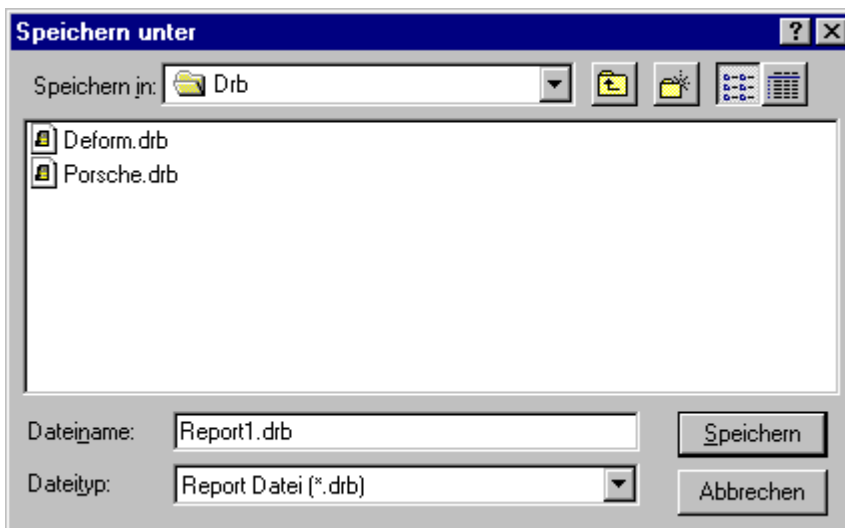 Speichern unter
Speichern in: Drb
Deform.drb
Porsche.drb
Dateiname: Report1.drb Speichern
Dateityp: Report Datei (*.drb) Abbrechen